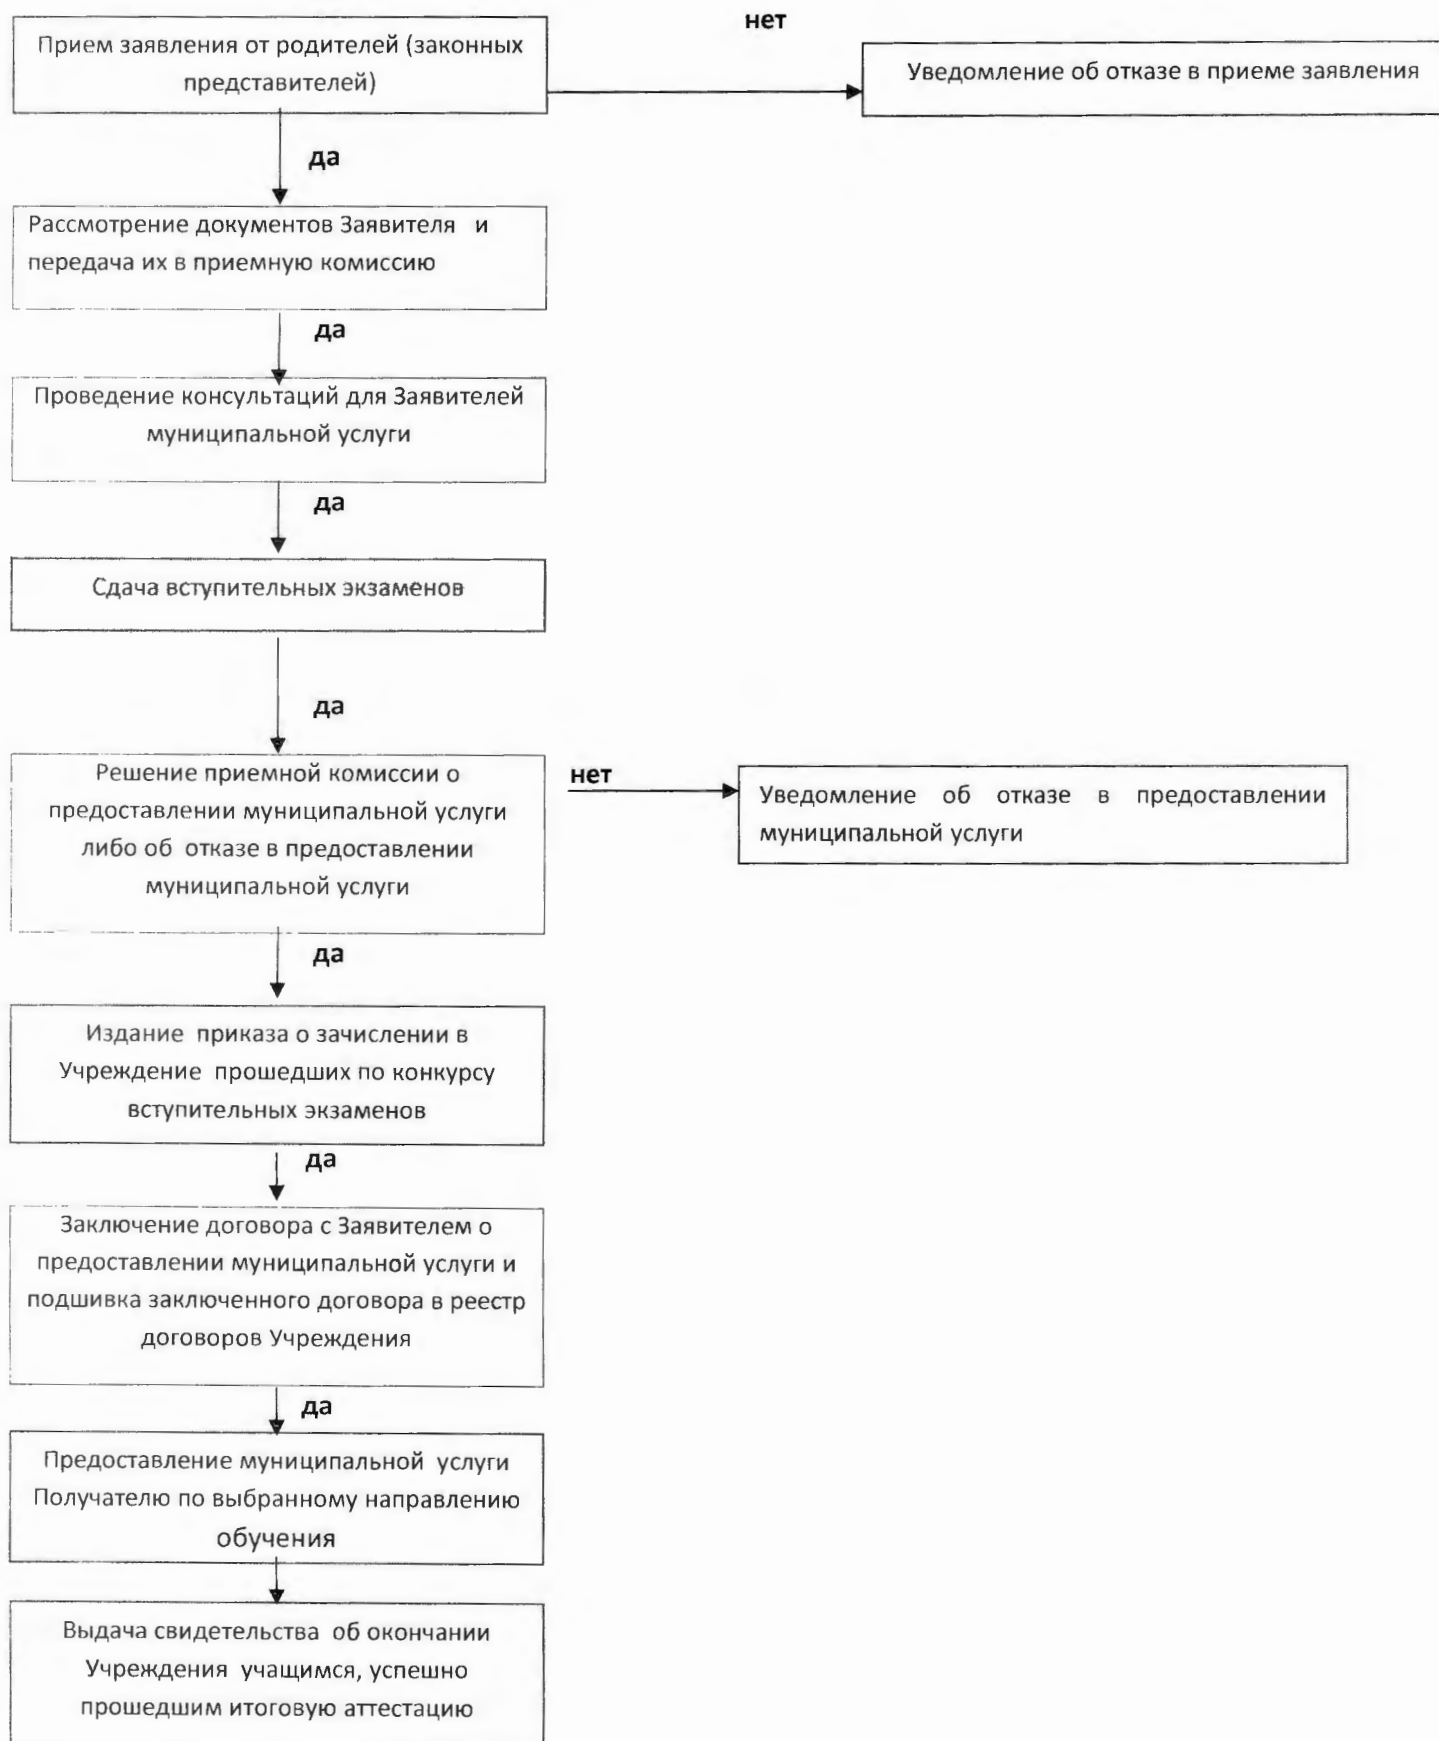 нет
Прием заявления от родителей (законных
представителей)
Уведомление об отказе в приеме заявления
да
Рассмотрение документов Заявителя и
передача их в приемную комиссию
да
Проведение консультаций для Заявителей
муниципальной услуги
да
Сдача вступительных экзаменов
да
Решение приемной комиссии о
предоставлении муниципальной услуги
либо об отказе в предоставлении
муниципальной услуги
нет
Уведомление об отказе в предоставлении
муниципальной услуги
да
Издание приказа о зачислении в
Учреждение прошедших по конкурсу
вступительных экзаменов
да
Заключение договора с Заявителем о
предоставлении муниципальной услуги и
подшивка заключенного договора в реестр
договоров Учреждения
да
Предоставление муниципальной услуги
Получателю по выбранному направлению
обучения
Выдача свидетельства об окончании
Учреждения учащимся, успешно
прошедшим итоговую аттестацию